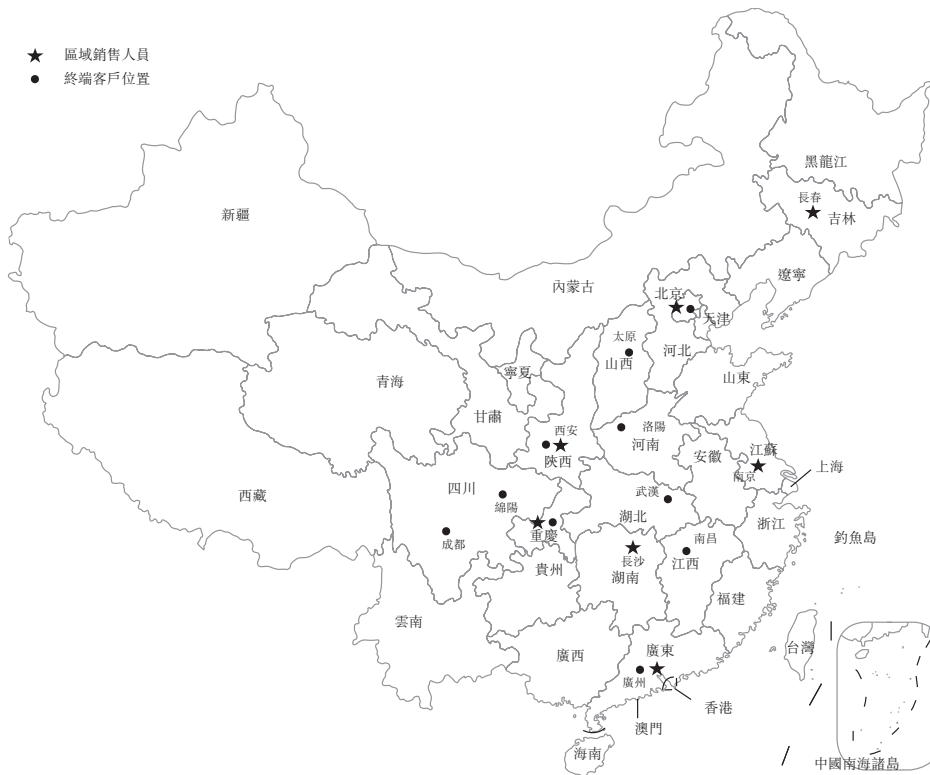 區域銷售人員
終端客戶位置
黑龍江
長春
吉林
新疆
遼寧
內蒙古
北京
天津
太原
河北
山西
寧夏
山東
青海
甘肅
西安
洛陽
河南
陝西
安徽
江蘇
南京
上海
四川
西藏
綿陽
武漢
湖北
浙江
重慶
成都
南昌
釣魚島
長沙
江西
貴州
湖南
福建
雲南
台灣
廣西
廣東
廣州
香港
澳門
海南
中國南海諸島